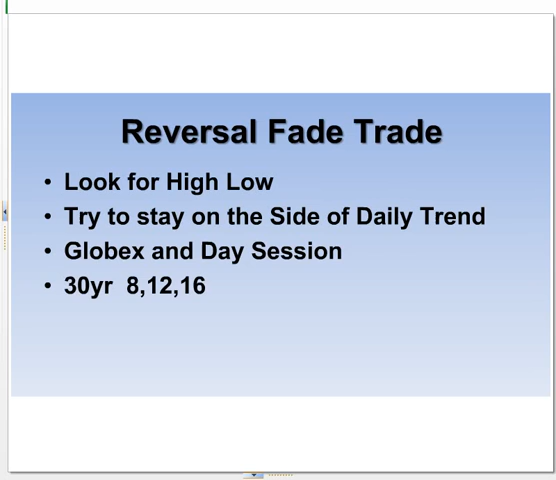 Reversal Fade Trade
• Look for High Low
• Try to stay on the Side of Daily Trend
• Globex and Day Session
• 30yr  8,12,16